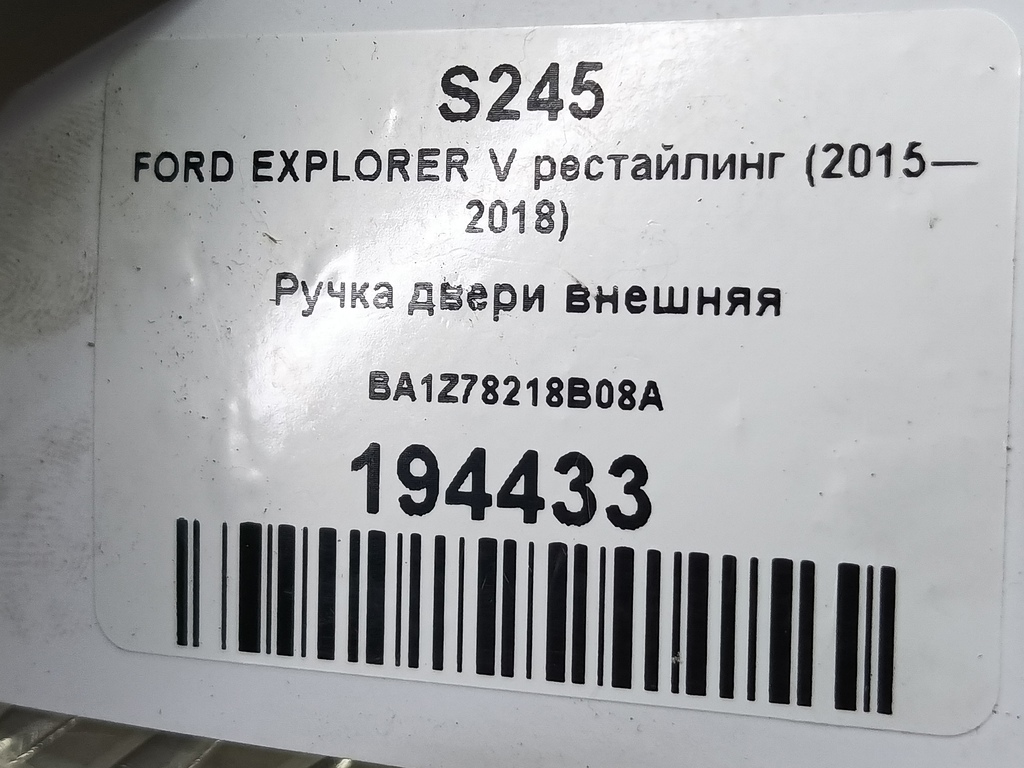 S245
FORD EXPLORER V рестайлинг (2015—
2018)
Ручка двери внешняя
BA1Z78218B08A
194433